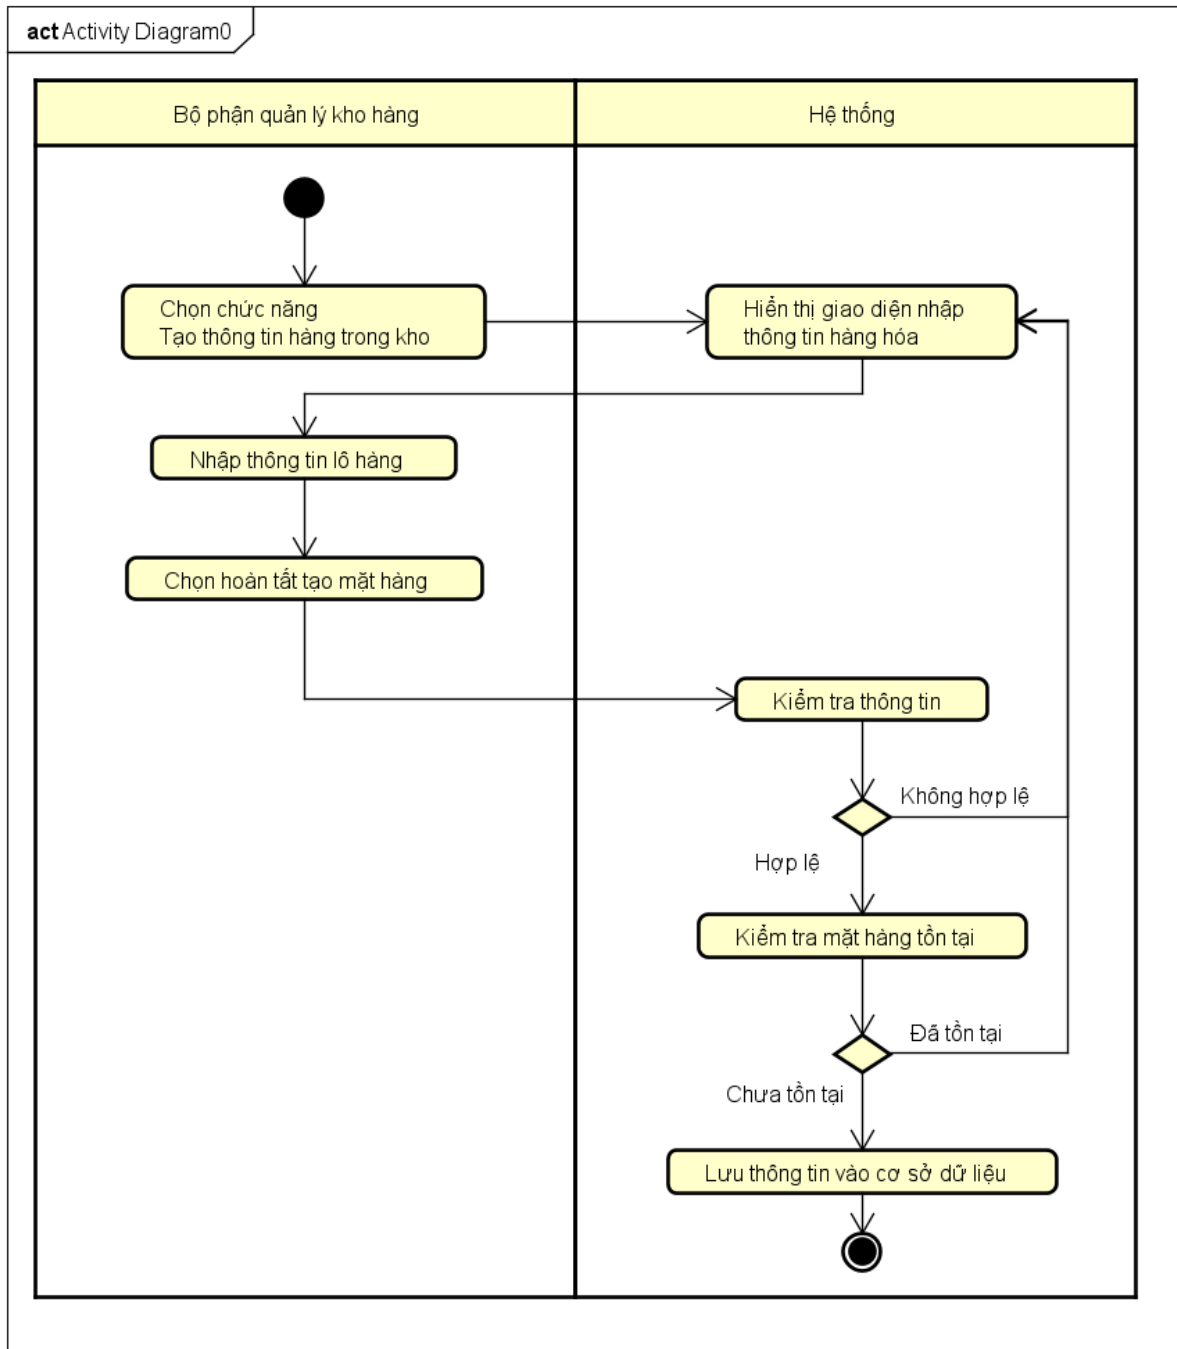 act Activity Diagram0
Bộ phận quản lý kho hàng
Hệ thống
Chọn chức năng
Tạo thông tin hàng trong kho
Hiển thị giao diện nhập
thông tin hàng hóa
Nhập thông tin lô hàng
Chọn hoàn tất tạo mặt hàng
Kiểm tra thông tin
Không hợp lệ
Hợp lệ
Kiểm tra mặt hàng tồn tại
Đã tồn tại
Chưa tồn tại
Lưu thông tin vào cơ sở dữ liệu